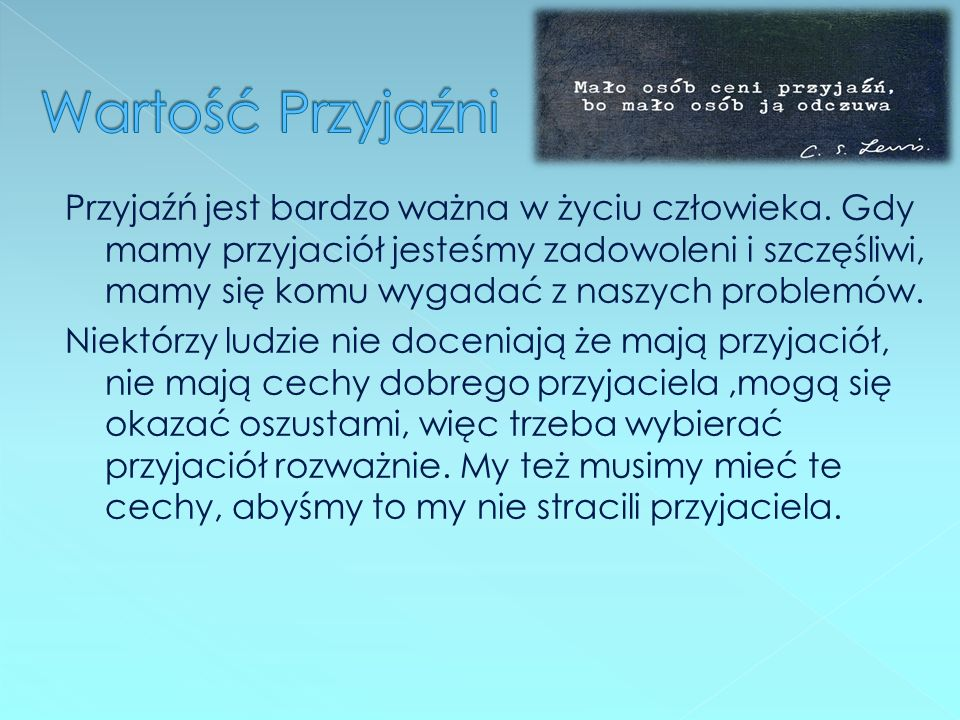 Wartość Przyjaźni
Mało osób ceni przyjaźń,
bo mało osób ją odczuwa
C. S. Lewis.
Przyjaźń jest bardzo ważna w życiu człowieka. Gdy
mamy przyjaciół jesteśmy zadowoleni i szczęśliwi,
mamy się komu wygadać z naszych problemów.
Niektórzy ludzie nie doceniają że mają przyjaciół,
nie mają cechy dobrego przyjaciela ,mogą się
okazać oszustami, więc trzeba wybierać
przyjaciół rozważnie. My też musimy mieć te
cechy, abyśmy to my nie stracili przyjaciela.